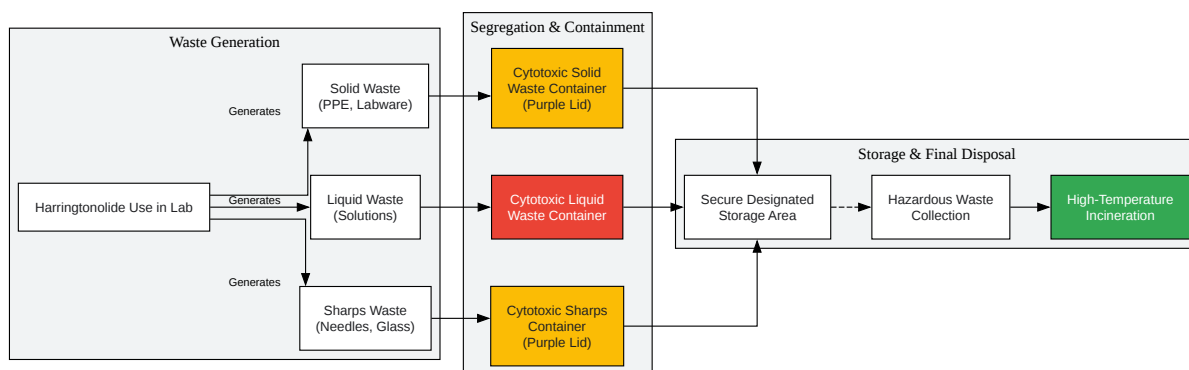 Waste Generation
Harringtonolide Use in Lab
Generates
Generates
Generates
Solid Waste
(PPE, Labware)
Liquid Waste
(Solutions)
Sharps Waste
(Needles, Glass)
Segregation & Containment
Cytotoxic Solid
Waste Container
(Purple Lid)
Cytotoxic Liquid
Waste Container
Cytotoxic Sharps
Container
(Purple Lid)
Storage & Final Disposal
Secure Designated
Storage Area
Hazardous Waste
Collection
High-Temperature
Incineration